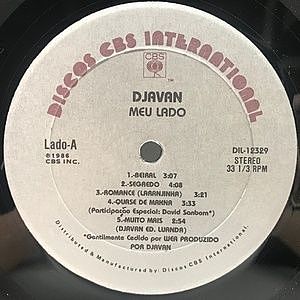 DISCOS CBS INTERNATIONAL
CBS
TM
DJAVAN
MEU LADO
Lado-A
℗1986
CBS INC.
DIL-12329
STEREO
33 1/3 RPM
1.-BEIRAL 3:07
2.-SEGREDO 4:08
3.-ROMANCE (LARANJINHA) 3:21
4.-QUASE DE MANHA 3:33
(Participação Especial: David Sanborn*)
5.-MUITO MAIS 2:54
(DJAVAN ED. LUANDA)
*Gentilmente Cedido por WEA PRODUZIDO
POR DJAVAN
Distributed & Manufactured by: Discos CBS International.